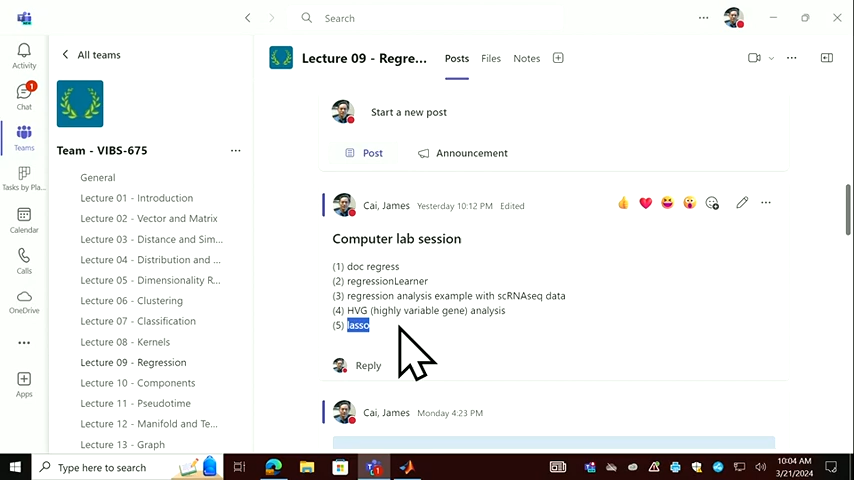 Search
Activity
Chat
1
Teams
Tasks by Pla...
Calendar
Calls
OneDrive
Apps
All teams
Team - VIBS-675
General
Lecture 01 - Introduction
Lecture 02 - Vector and Matrix
Lecture 03 - Distance and Sim...
Lecture 04 - Distribution and ...
Lecture 05 - Dimensionality R...
Lecture 06 - Clustering
Lecture 07 - Classification
Lecture 08 - Kernels
Lecture 09 - Regression
Lecture 10 - Components
Lecture 11 - Pseudotime
Lecture 12 - Manifold and Te...
Lecture 13 - Graph
Lecture 09 - Regre... Posts Files Notes
Start a new post
Post Announcement
Cai, James Yesterday 10:12 PM Edited
Computer lab session
(1) doc regress
(2) regressionLearner
(3) regression analysis example with scRNAseq data
(4) HVG (highly variable gene) analysis
(5) lasso
Reply
Cai, James Monday 4:23 PM
Type here to search
1
10:04 AM
3/21/2024